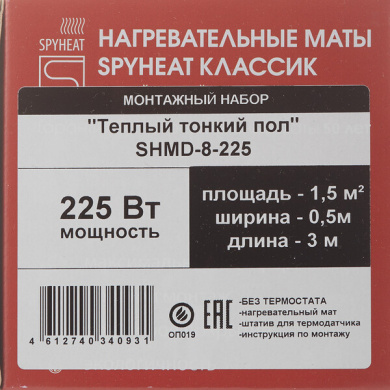 SPYHEAT
НАГРЕВАТЕЛЬНЫЕ МАТЫ
SPYHEAT КЛАССИК
МОНТАЖНЫЙ НАБОР
"Теплый тонкий пол"
SHMD-8-225
225 Вт
мощность
площадь - 1,5 м²
ширина - 0,5м
длина - 3 м
4 612740 340931
ОП019
ЕАС
-БЕЗ ТЕРМОСТАТА
-нагревательный мат
- штатив для термодатчика
-инструкция по монтажу